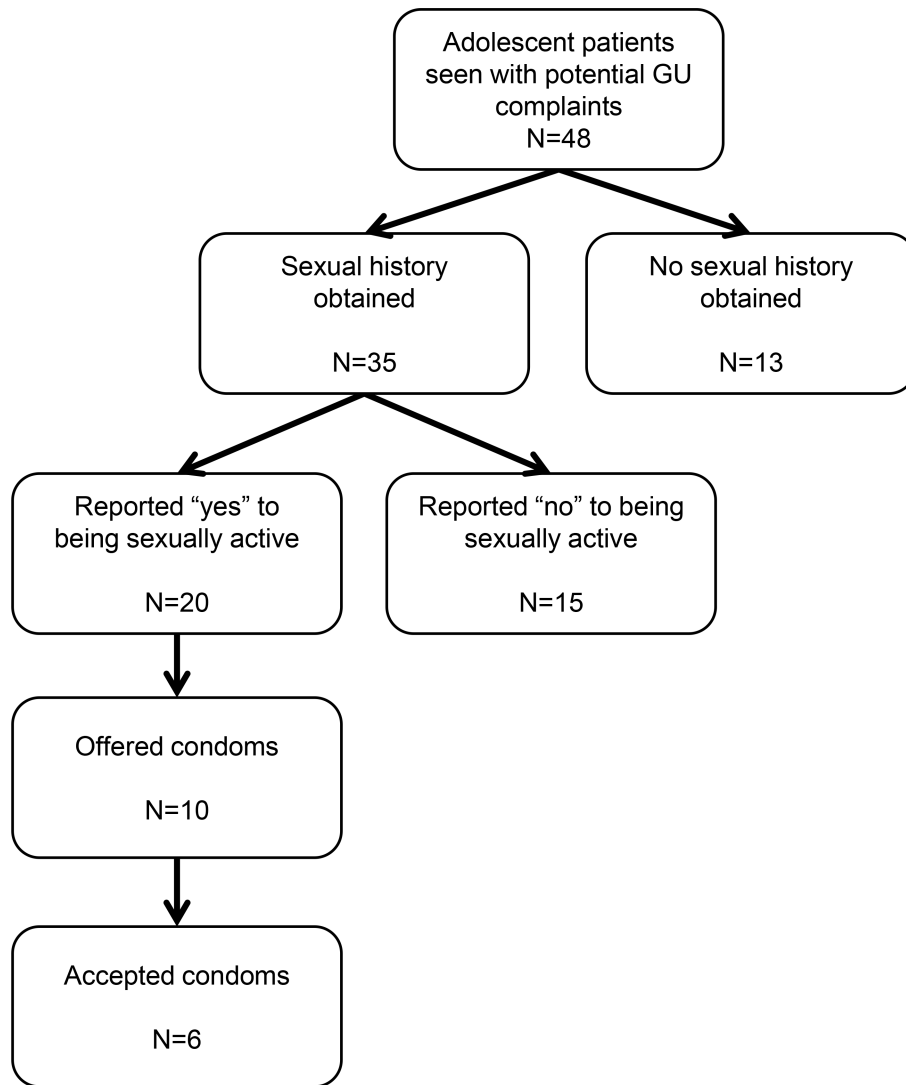 Adolescent patients
seen with potential GU
complaints
N=48
Sexual history
obtained
N=35
No sexual history
obtained
N=13
Reported “yes” to
being sexually active
N=20
Reported “no” to being
sexually active
N=15
Offered condoms
N=10
Accepted condoms
N=6